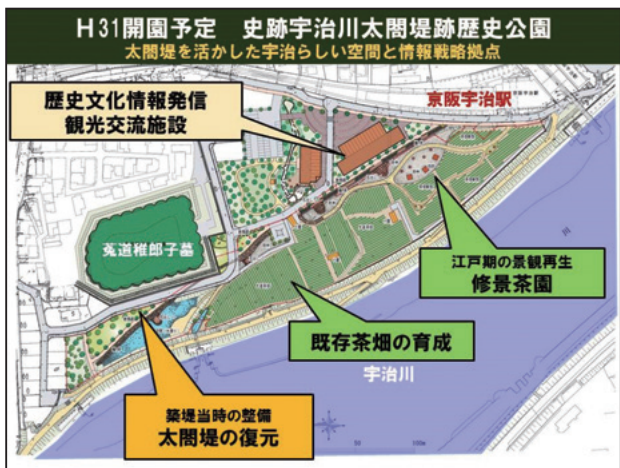 H31開園予定 史跡宇治川太閤堤跡歴史公園
太閤堤を活かした宇治らしい空間と情報戦略拠点
歴史文化情報発信
観光交流施設
京阪宇治駅
菟道稚郎子墓
江戸期の景観再生
修景茶園
既存茶畑の育成
宇治川
築堤当時の整備
太閤堤の復元
50
100m